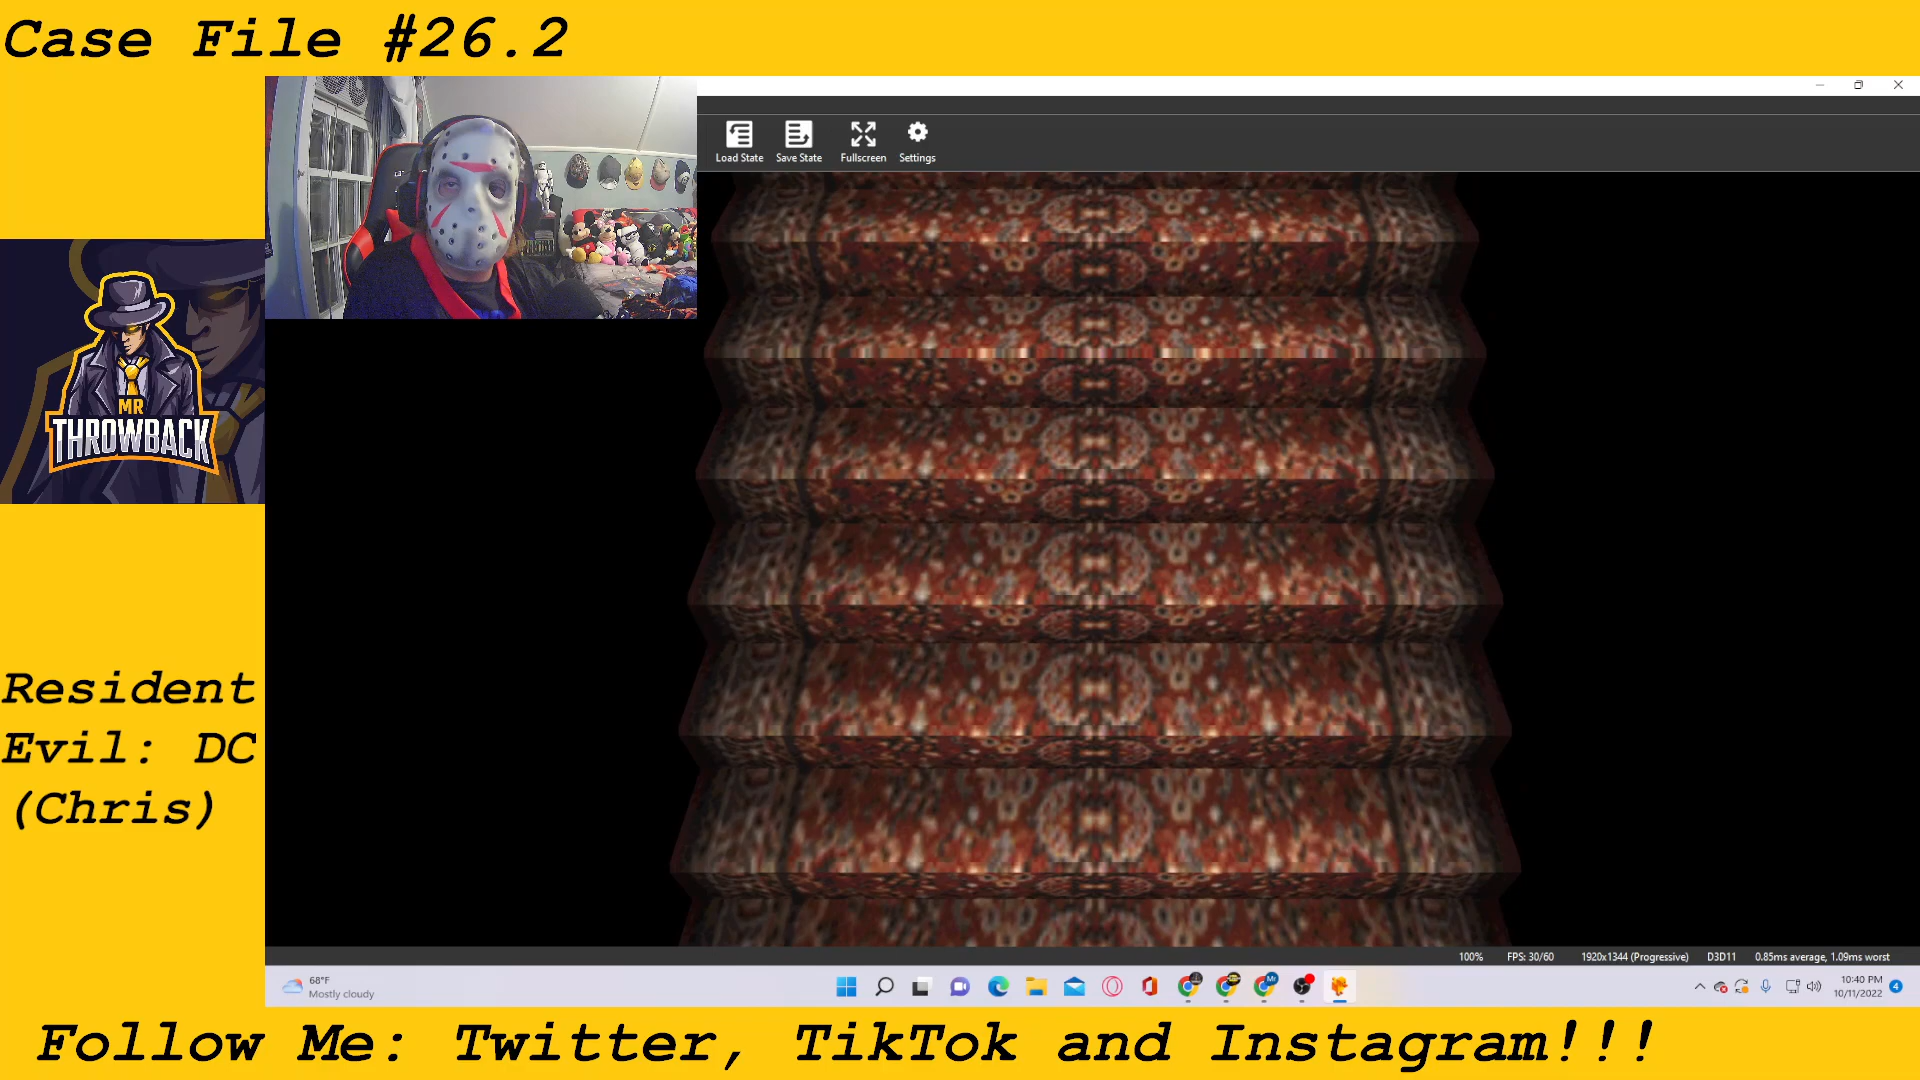 Case File #26.2
Load State
Save State
Fullscreen
Settings
MR
THROWBACK
Resident
Evil: DC
(Chris)
100%
FPS: 30/60
1920x1344 (Progressive)
D3D11
0.85ms average, 1.09ms worst
68°F
Mostly cloudy
10:40 PM
10/11/2022
4
Follow Me: Twitter, TikTok and Instagram!!!